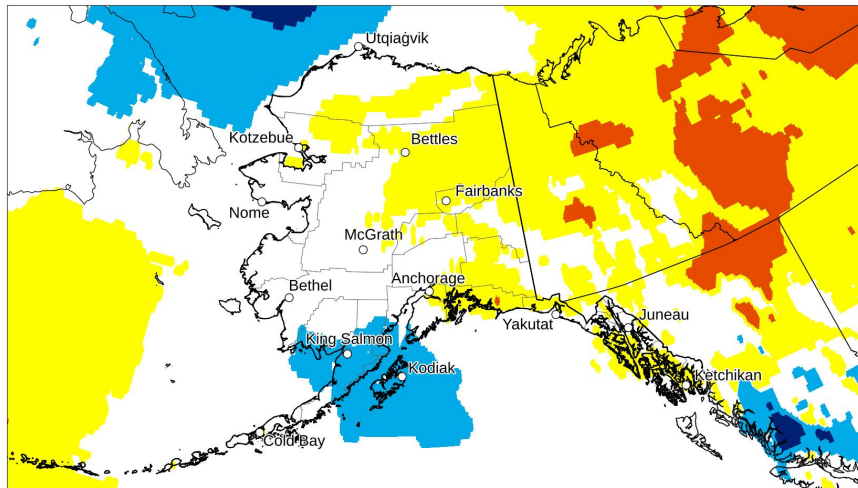 Utqiaġvik
Kotzebue
Bettles
Nome
Fairbanks
McGrath
Bethel
Anchorage
Yakutat
Juneau
King Salmon
Kodiak
Ketchikan
Cold Bay